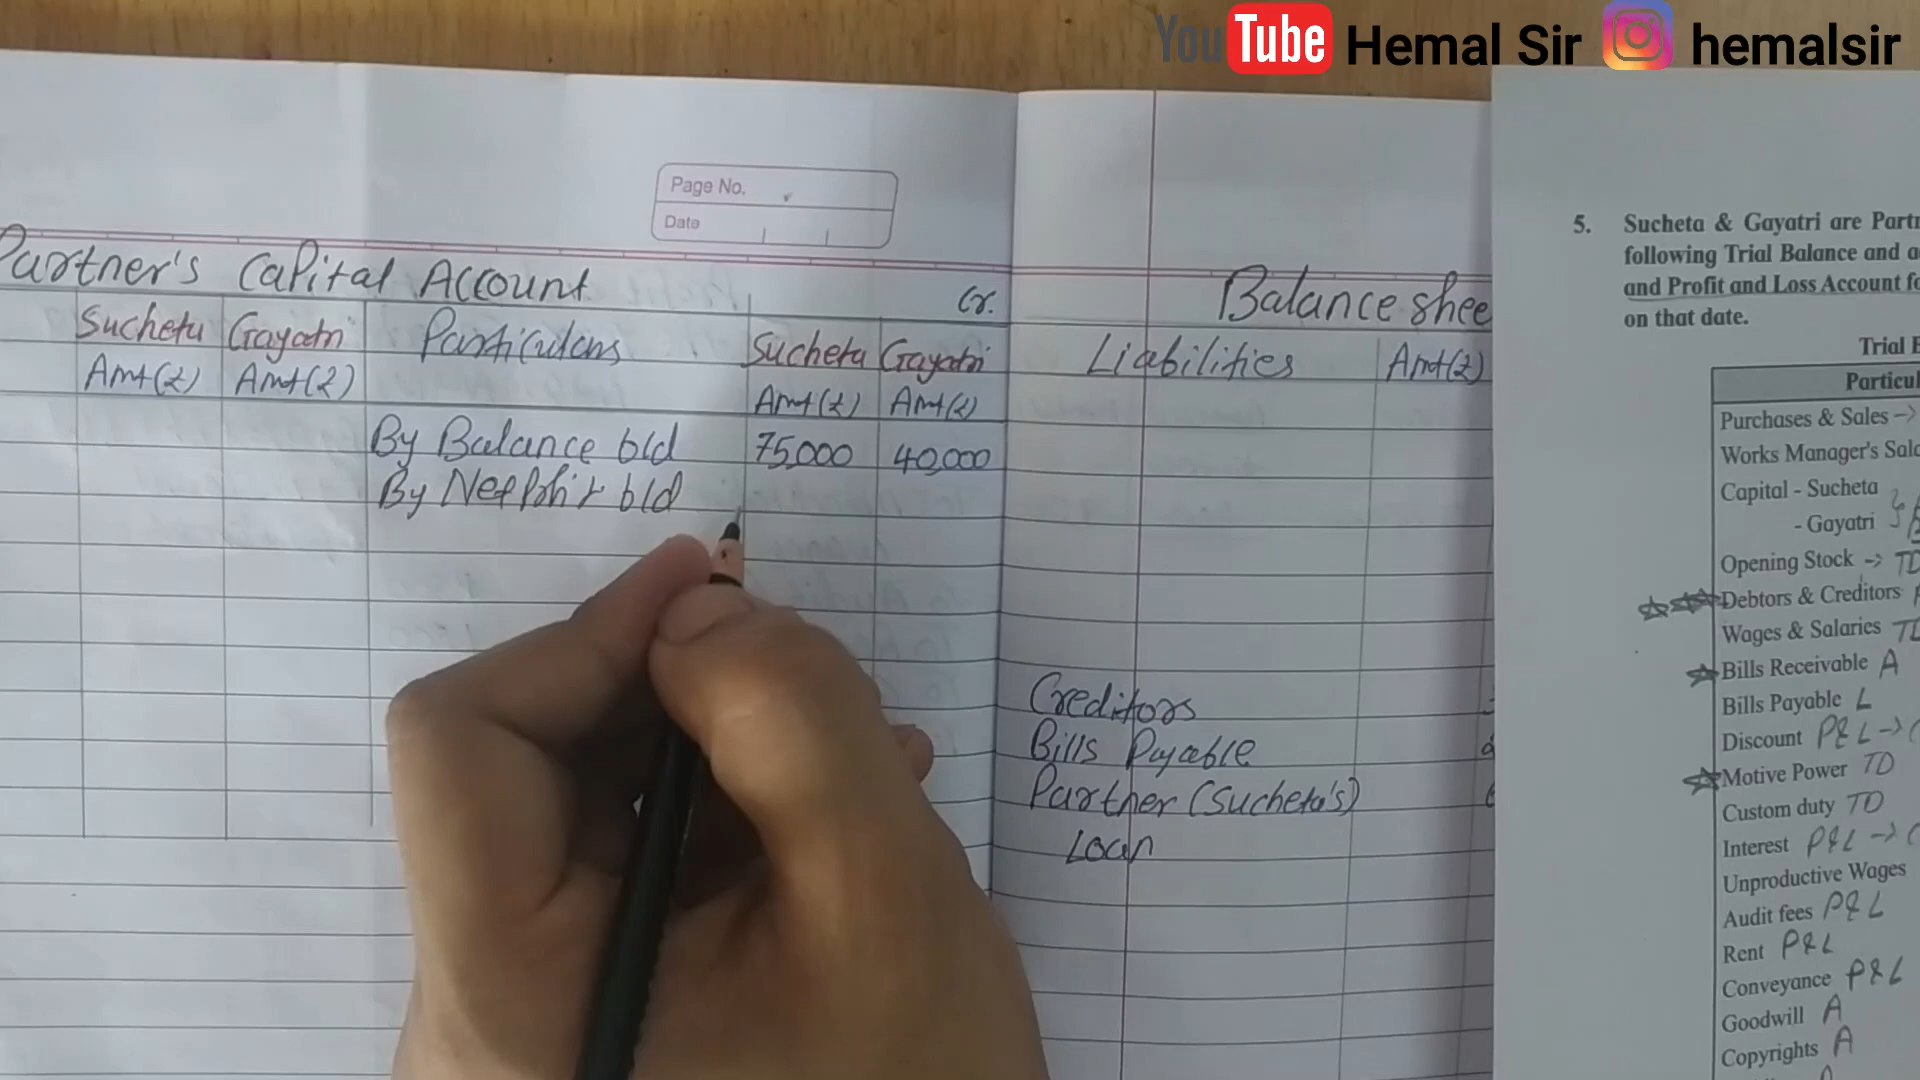 YouTube Hemal Sir hemalsir
Page No.
Date
Partner's Capital Account
Cr.
Sucheta Gayatri Particulars Sucheta Gayatri
Amt(₹) Amt(₹) Amt(₹) Amt(₹)
By Balance b/d 75,000 40,000
By Net Profit b/d
Balance shee
Liabilities Amt(₹)
Creditors
Bills Payable
Partner (Sucheta's)
Loan
5. Sucheta & Gayatri are Partn
following Trial Balance and a
and Profit and Loss Account fo
on that date.
Trial B
Particul
Purchases & Sales →
Works Manager's Sala
Capital - Sucheta
- Gayatri
Opening Stock → TD
Debtors & Creditors
Wages & Salaries TD
Bills Receivable A
Bills Payable L
Discount P&L →
Motive Power TD
Custom duty TD
Interest P&L →
Unproductive Wages
Audit fees P&L
Rent P&L
Conveyance P&L
Goodwill A
Copyrights A